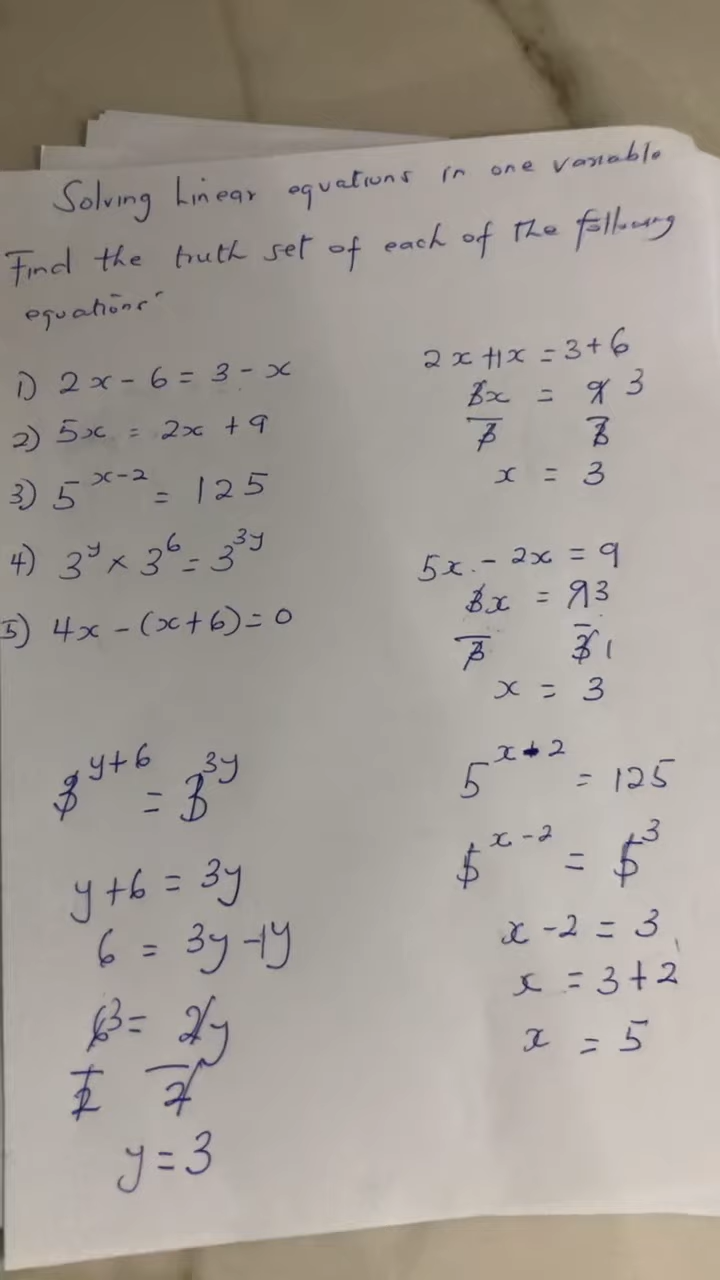 Solving Linear equations in one variable
Find the truth set of each of the following
equations
1) 2x - 6 = 3 - x
2) 5x = 2x + 9
3) 5^{x-2} = 125
4) 3^y × 3^6 = 3^{3y}
5) 4x - (x+6) = 0
2x + 1x = 3 + 6
3x = 9 3
3 3
x = 3
5x - 2x = 9
3x = 9 3
3 3 1
x = 3
3^{y+6} = 3^{3y}
y + 6 = 3y
6 = 3y - 1y
6 3 = 2y
2 2
y = 3
5^{x-2} = 125
5^{x-2} = 5^3
x - 2 = 3
x = 3 + 2
x = 5